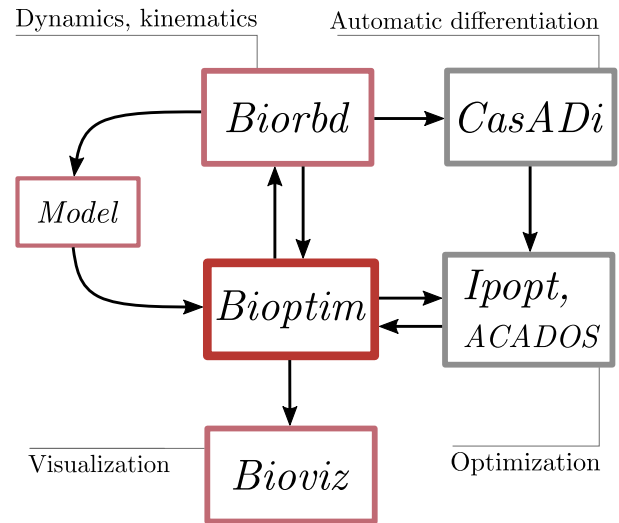 Dynamics, kinematics
Automatic differentiation
Biorbd
CasADi
Model
Bioptim
Ipopt,
ACADOS
Visualization
Bioviz
Optimization